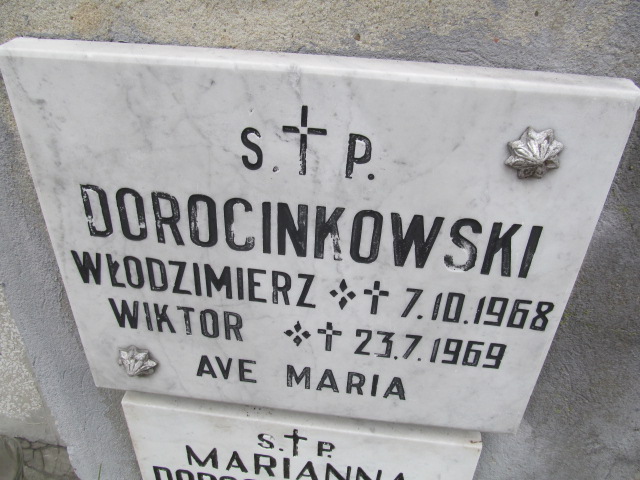 S. † P.
DOROCINKOWSKI
WŁODZIMIERZ † 7.10.1968
WIKTOR † 23.7.1969
AVE MARIA
S. † P.
MARIANNA